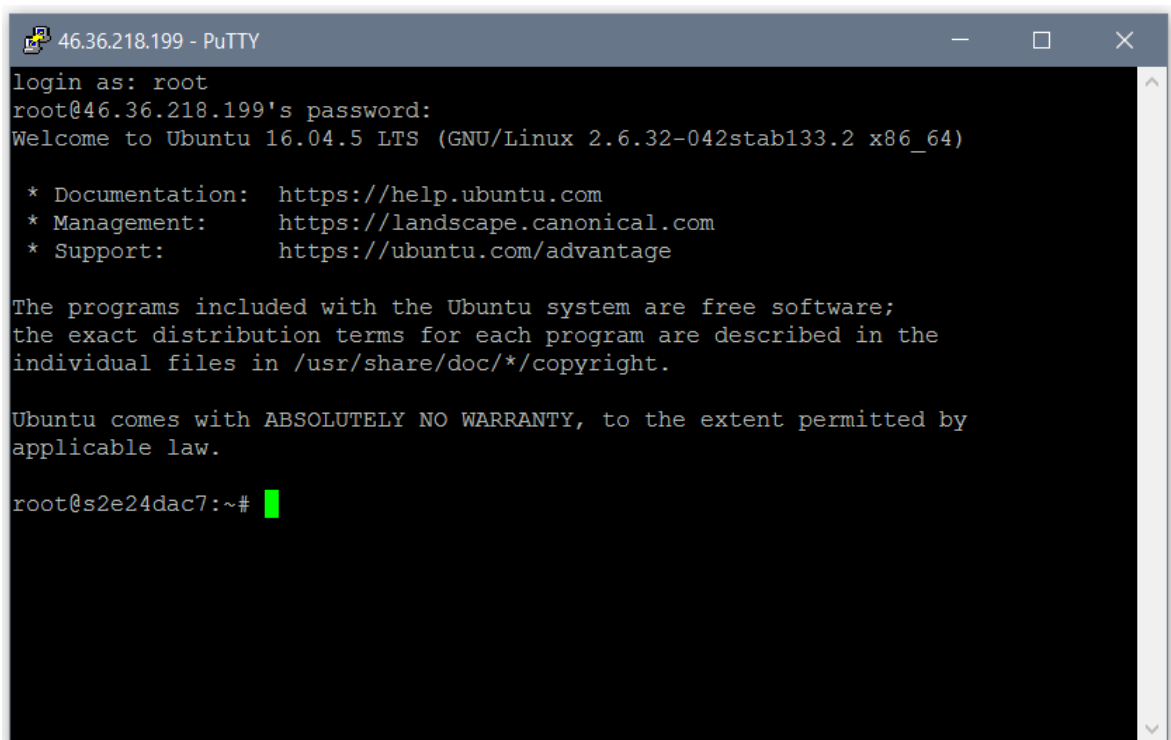 46.36.218.199 - PuTTY
login as: root
root@46.36.218.199's password:
Welcome to Ubuntu 16.04.5 LTS (GNU/Linux 2.6.32-042stab133.2 x86_64)
* Documentation:  https://help.ubuntu.com
* Management:     https://landscape.canonical.com
* Support:        https://ubuntu.com/advantage
The programs included with the Ubuntu system are free software;
the exact distribution terms for each program are described in the
individual files in /usr/share/doc/*/copyright.
Ubuntu comes with ABSOLUTELY NO WARRANTY, to the extent permitted by
applicable law.
root@s2e24dac7:~#